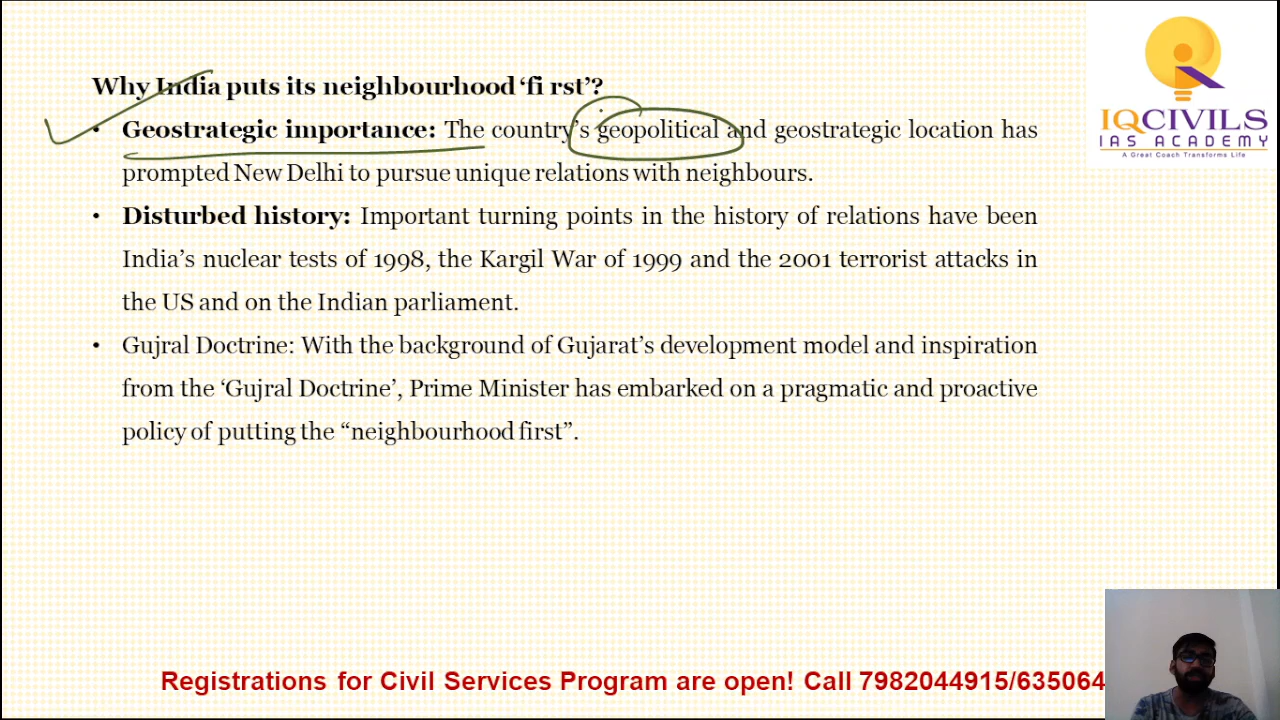 Why India puts its neighbourhood ‘fi rst’?
• Geostrategic importance: The country’s geopolitical and geostrategic location has
prompted New Delhi to pursue unique relations with neighbours.
• Disturbed history: Important turning points in the history of relations have been
India’s nuclear tests of 1998, the Kargil War of 1999 and the 2001 terrorist attacks in
the US and on the Indian parliament.
• Gujral Doctrine: With the background of Gujarat’s development model and inspiration
from the ‘Gujral Doctrine’, Prime Minister has embarked on a pragmatic and proactive
policy of putting the “neighbourhood first”.
IQCIVILS
IAS ACADEMY
A Great Coach Transforms Life
Registrations for Civil Services Program are open! Call 7982044915/635064